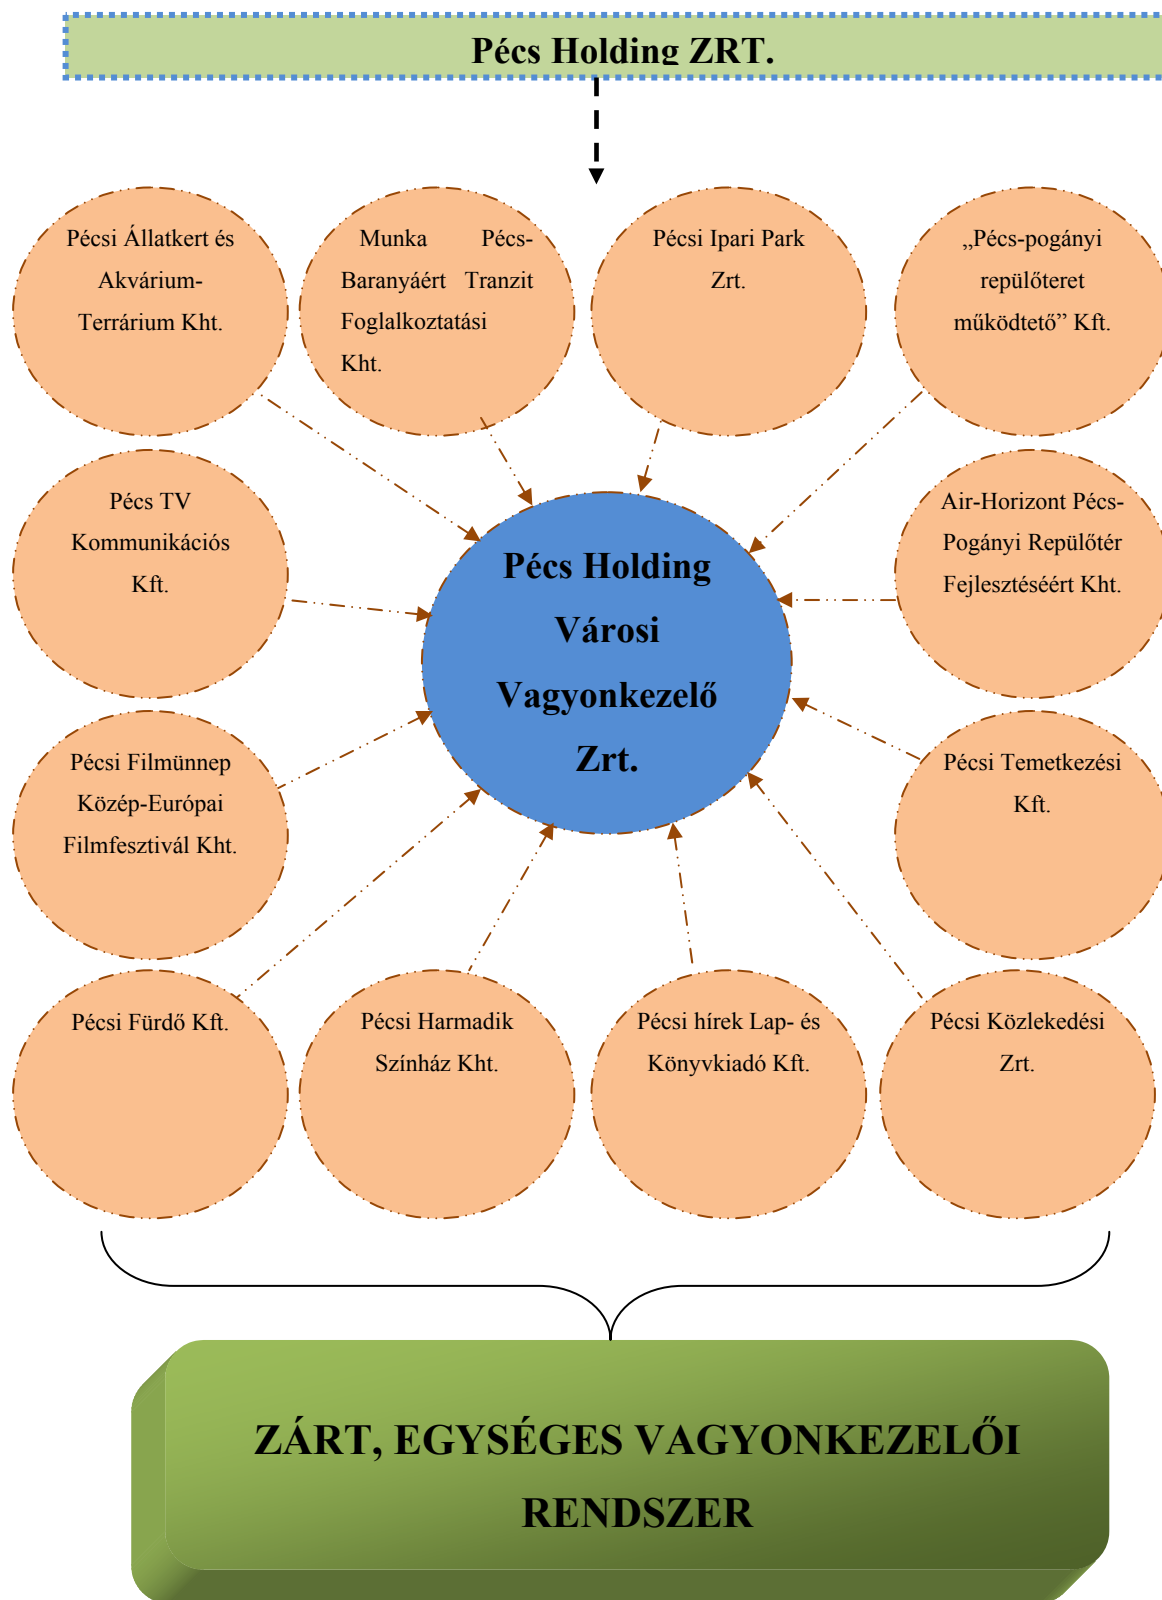 Pécs Holding ZRT.
Pécsi Állatkert és
Akvárium-
Terrárium Kht.
Munka Pécs-
Baranyáért Tranzit
Foglalkoztatási
Kht.
Pécsi Ipari Park
Zrt.
„Pécs-pogányi
repülőteret
működtető” Kft.
Pécs TV
Kommunikációs
Kft.
Pécs Holding
Városi
Vagyonkezelő
Zrt.
Air-Horizont Pécs-
Pogányi Repülőtér
Fejlesztéséért Kht.
Pécsi Filmünnep
Közép-Európai
Filmfesztivál Kht.
Pécsi Temetkezési
Kft.
Pécsi Fürdő Kft.
Pécsi Harmadik
Színház Kht.
Pécsi hírek Lap- és
Könyvkiadó Kft.
Pécsi Közlekedési
Zrt.
ZÁRT, EGYSÉGES VAGYONKEZELŐI
RENDSZER